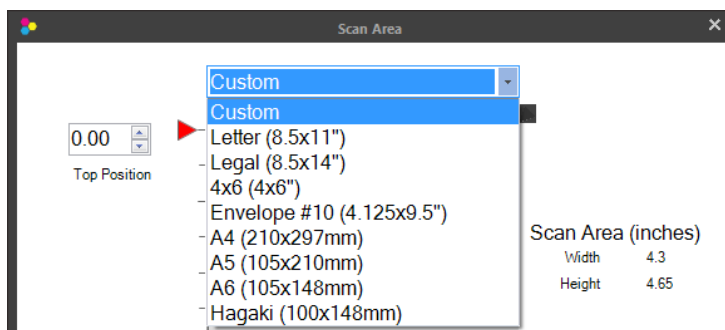 Scan Area
Custom
Custom
Letter (8.5x11")
Legal (8.5x14")
4x6 (4x6")
Envelope #10 (4.125x9.5")
A4 (210x297mm)
A5 (105x210mm)
A6 (105x148mm)
Hagaki (100x148mm)
0.00
Top Position
Scan Area (inches)
Width 4.3
Height 4.65